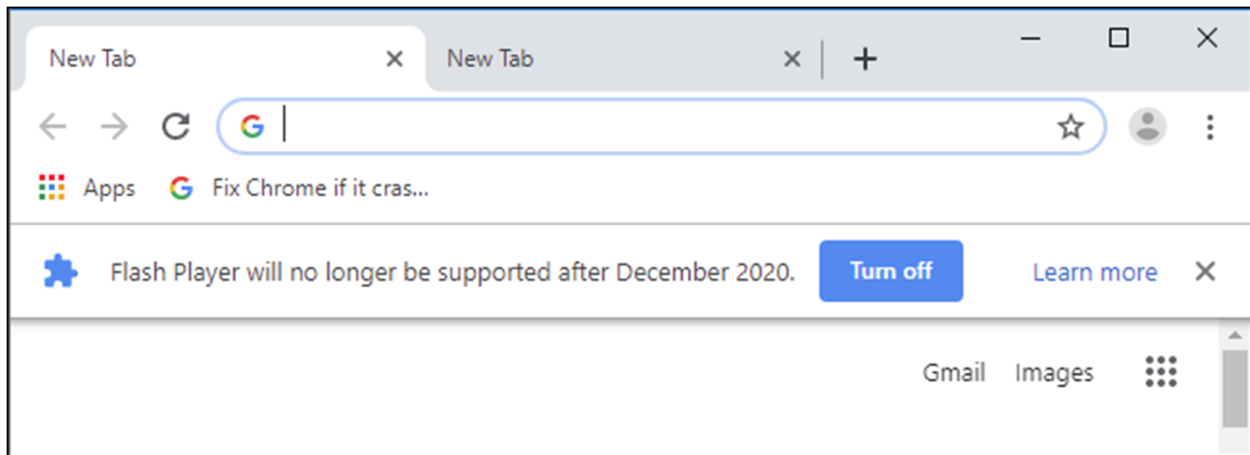 New Tab New Tab
Apps Fix Chrome if it cras...
Flash Player will no longer be supported after December 2020. Turn off Learn more
Gmail Images